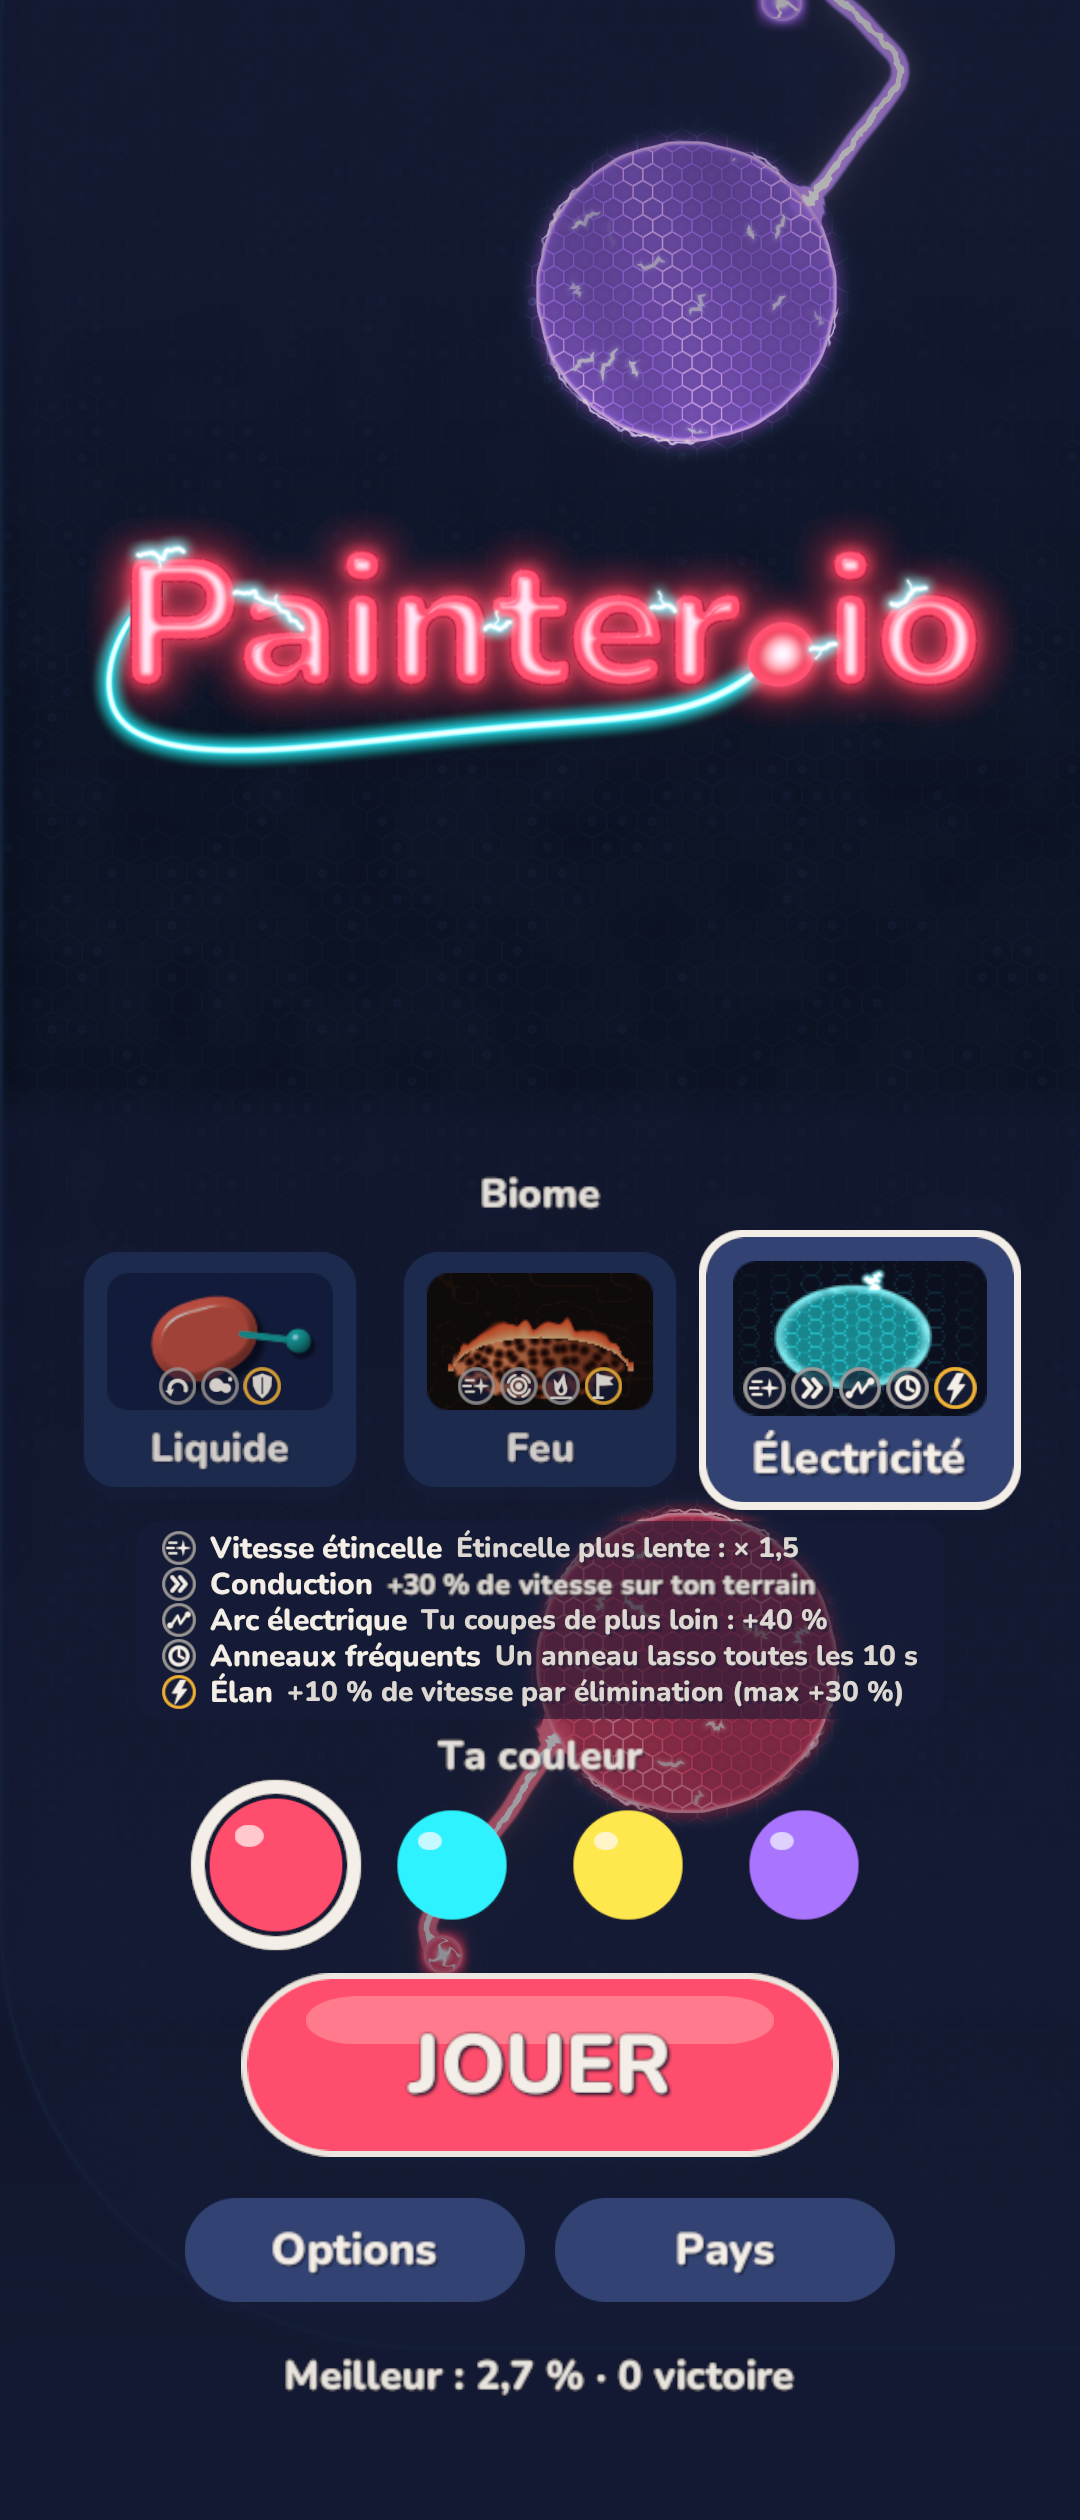 Painter.io
Biome
Liquide
Feu
Électricité
Vitesse étincelle Étincelle plus lente : × 1,5
Conduction +30 % de vitesse sur ton terrain
Arc électrique Tu coupes de plus loin : +40 %
Anneaux fréquents Un anneau lasso toutes les 10 s
Élan +10 % de vitesse par élimination (max +30 %)
Ta couleur
JOUER
Options
Pays
Meilleur : 2,7 % · 0 victoire